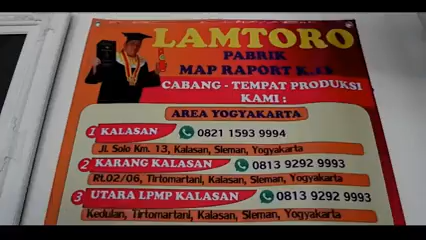 LAMTORO
PABRIK
MAP RAPORT
CABANG - TEMPAT PRODUKSI
KAMI :
AREA YOGYAKARTA
1 KALASAN 0821 1593 9994
Jl. Solo Km. 13, Kalasan, Sleman, Yogyakarta
2 KARANG KALASAN 0813 9292 9993
Rt.02/06, Tirtomartani, Kalasan, Sleman, Yogyakarta
3 UTARA LPMP KALASAN 0813 9292 9993
Kedulan, Tirtomartani, Kalasan, Sleman, Yogyakarta